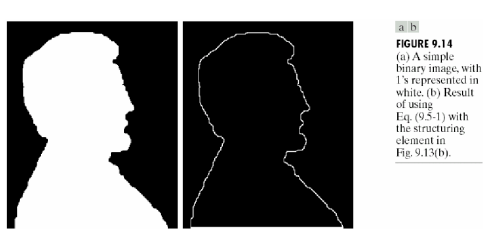 a b
FIGURE 9.14
(a) A simple
binary image, with
1's represented in
white. (b) Result
of using
Eq. (9.5-1) with
the structuring
element in
Fig. 9.13(b).